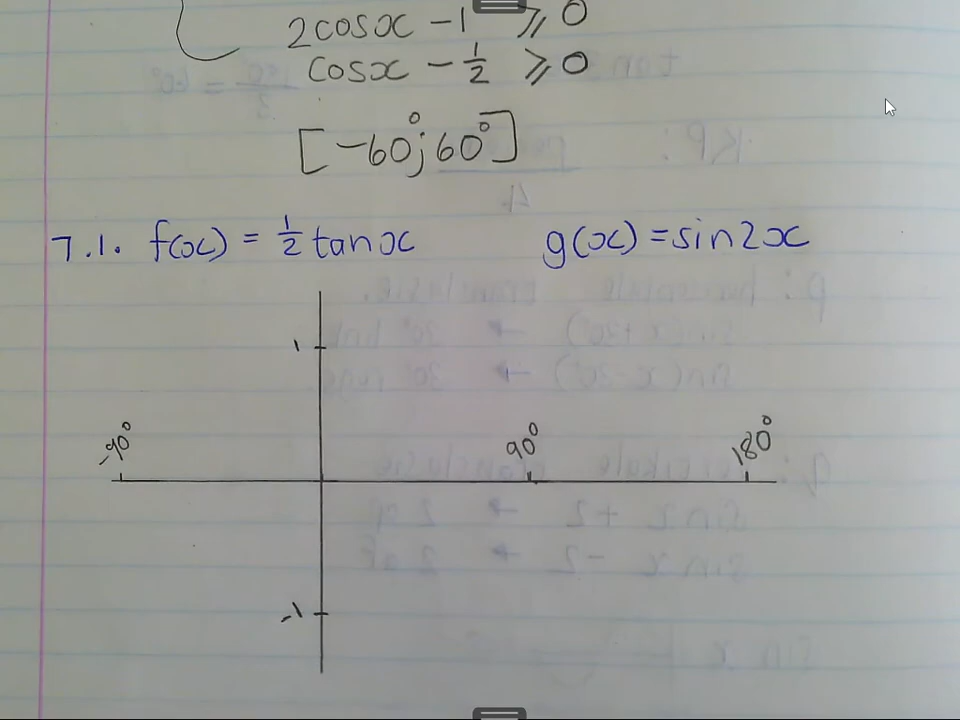 2cosx - 1 ⩾ 0
cosx - 1/2 ⩾ 0
[-60°; 60°]
7.1. f(x) = 1/2 tanx g(x) = sin2x
1
-90° 90° 180°
-1